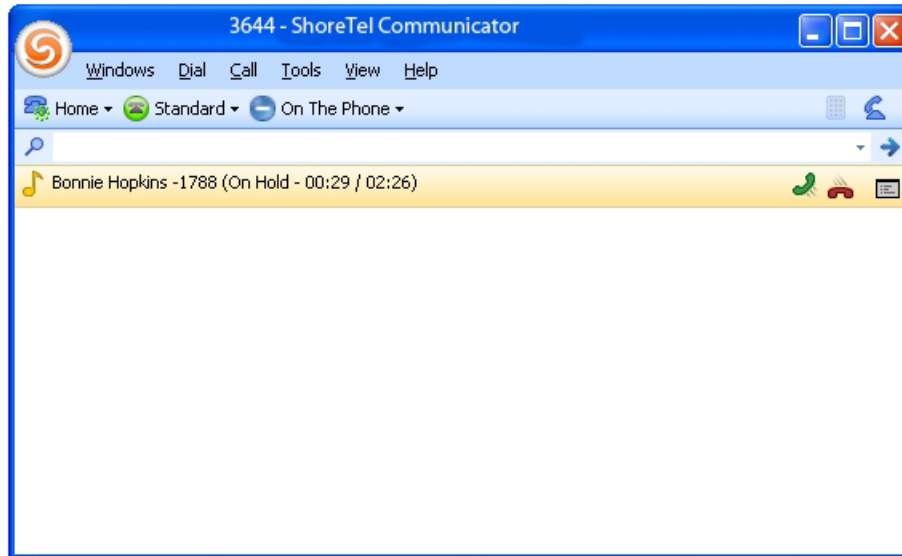 3644 - ShoreTel Communicator
Windows Dial Call Tools View Help
Home Standard On The Phone
Bonnie Hopkins -1788 (On Hold - 00:29 / 02:26)